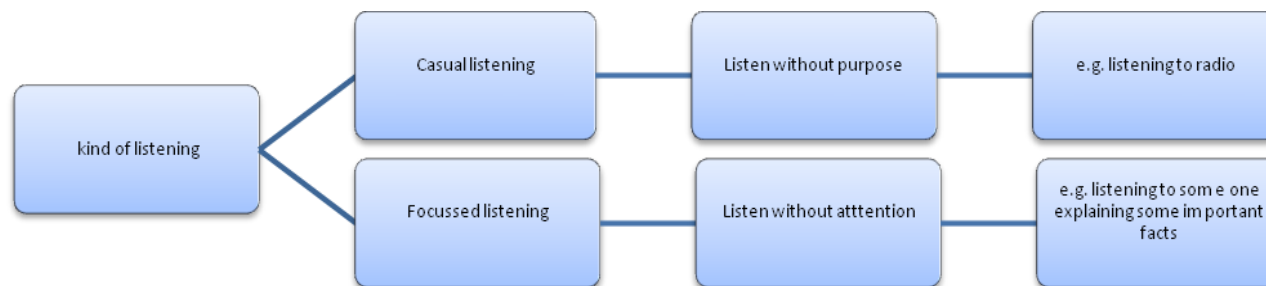 kind of listening
Casual listening
Listen without purpose
e.g. listening to radio
Focussed listening
Listen without atttention
e.g. listening to som e one
explaining some im portant
facts